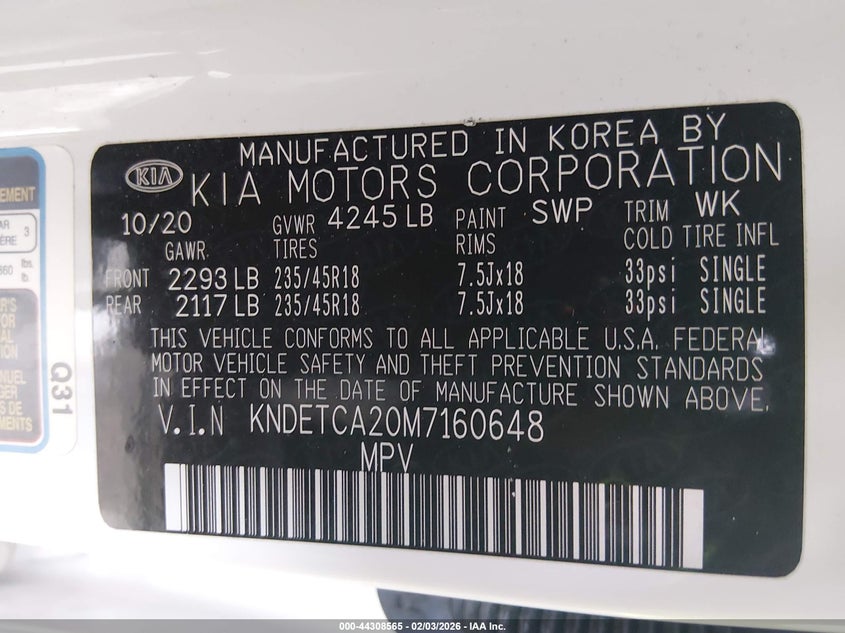 MANUFACTURED IN KOREA BY
KIA KIA MOTORS CORPORATION
10/20 GVWR 4245 LB PAINT SWP TRIM WK
GAWR TIRES RIMS COLD TIRE INFL
FRONT 2293 LB 235/45R18 7.5Jx18 33psi SINGLE
REAR 2117 LB 235/45R18 7.5Jx18 33psi SINGLE
THIS VEHICLE CONFORMS TO ALL APPLICABLE U.S.A. FEDERAL
MOTOR VEHICLE SAFETY AND THEFT PREVENTION STANDARDS
IN EFFECT ON THE DATE OF MANUFACTURE SHOWN ABOVE.
V.I.N KNDETCA20M7160648
MPV
Q31
3
lbs.
000-44308565 - 02/03/2026 - IAA Inc.